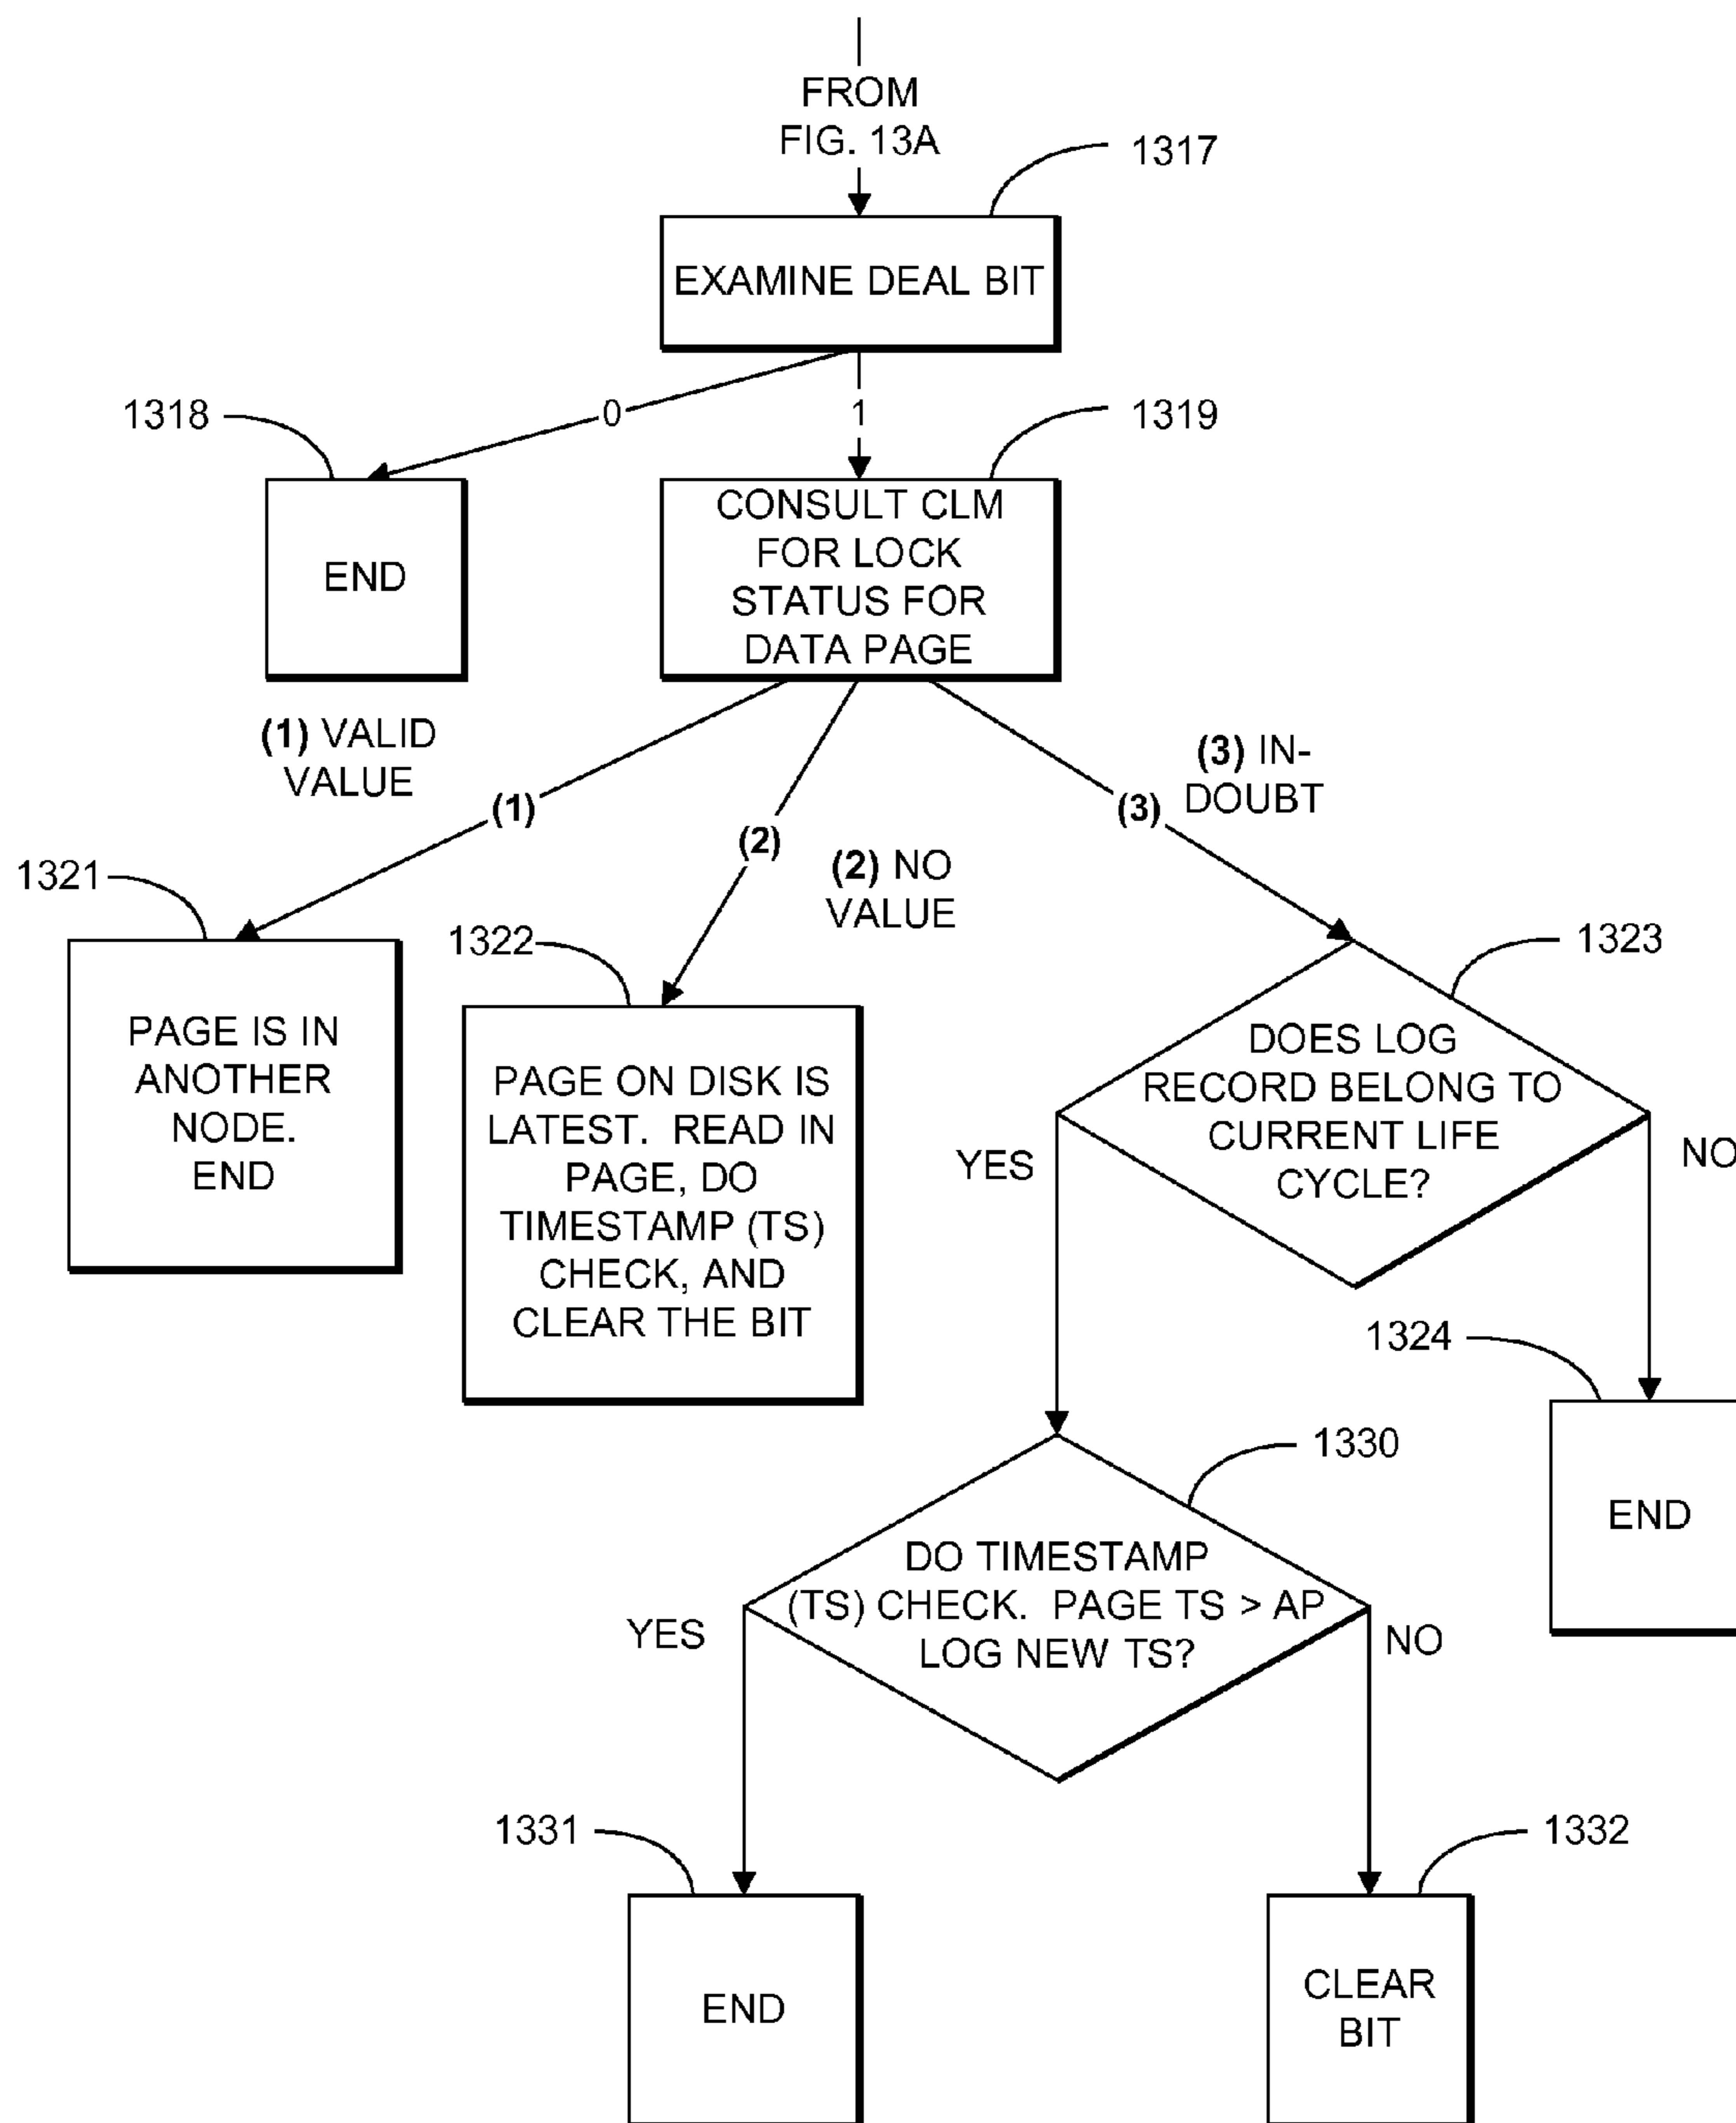 FROM
FIG. 13A
1317
EXAMINE DEAL BIT
0
1
1318
1319
END
CONSULT CLM
FOR LOCK
STATUS FOR
DATA PAGE
(1) VALID
VALUE
(1)
(2)
(3)
(3) IN-
DOUBT
(2) NO
VALUE
1321
1322
1323
PAGE IS IN
ANOTHER
NODE.
END
PAGE ON DISK IS
LATEST. READ IN
PAGE, DO
TIMESTAMP (TS)
CHECK, AND
CLEAR THE BIT
DOES LOG
RECORD BELONG TO
CURRENT LIFE
CYCLE?
YES
NO
1324
END
1330
DO TIMESTAMP
(TS) CHECK. PAGE TS > AP
LOG NEW TS?
YES
NO
1331
1332
END
CLEAR
BIT